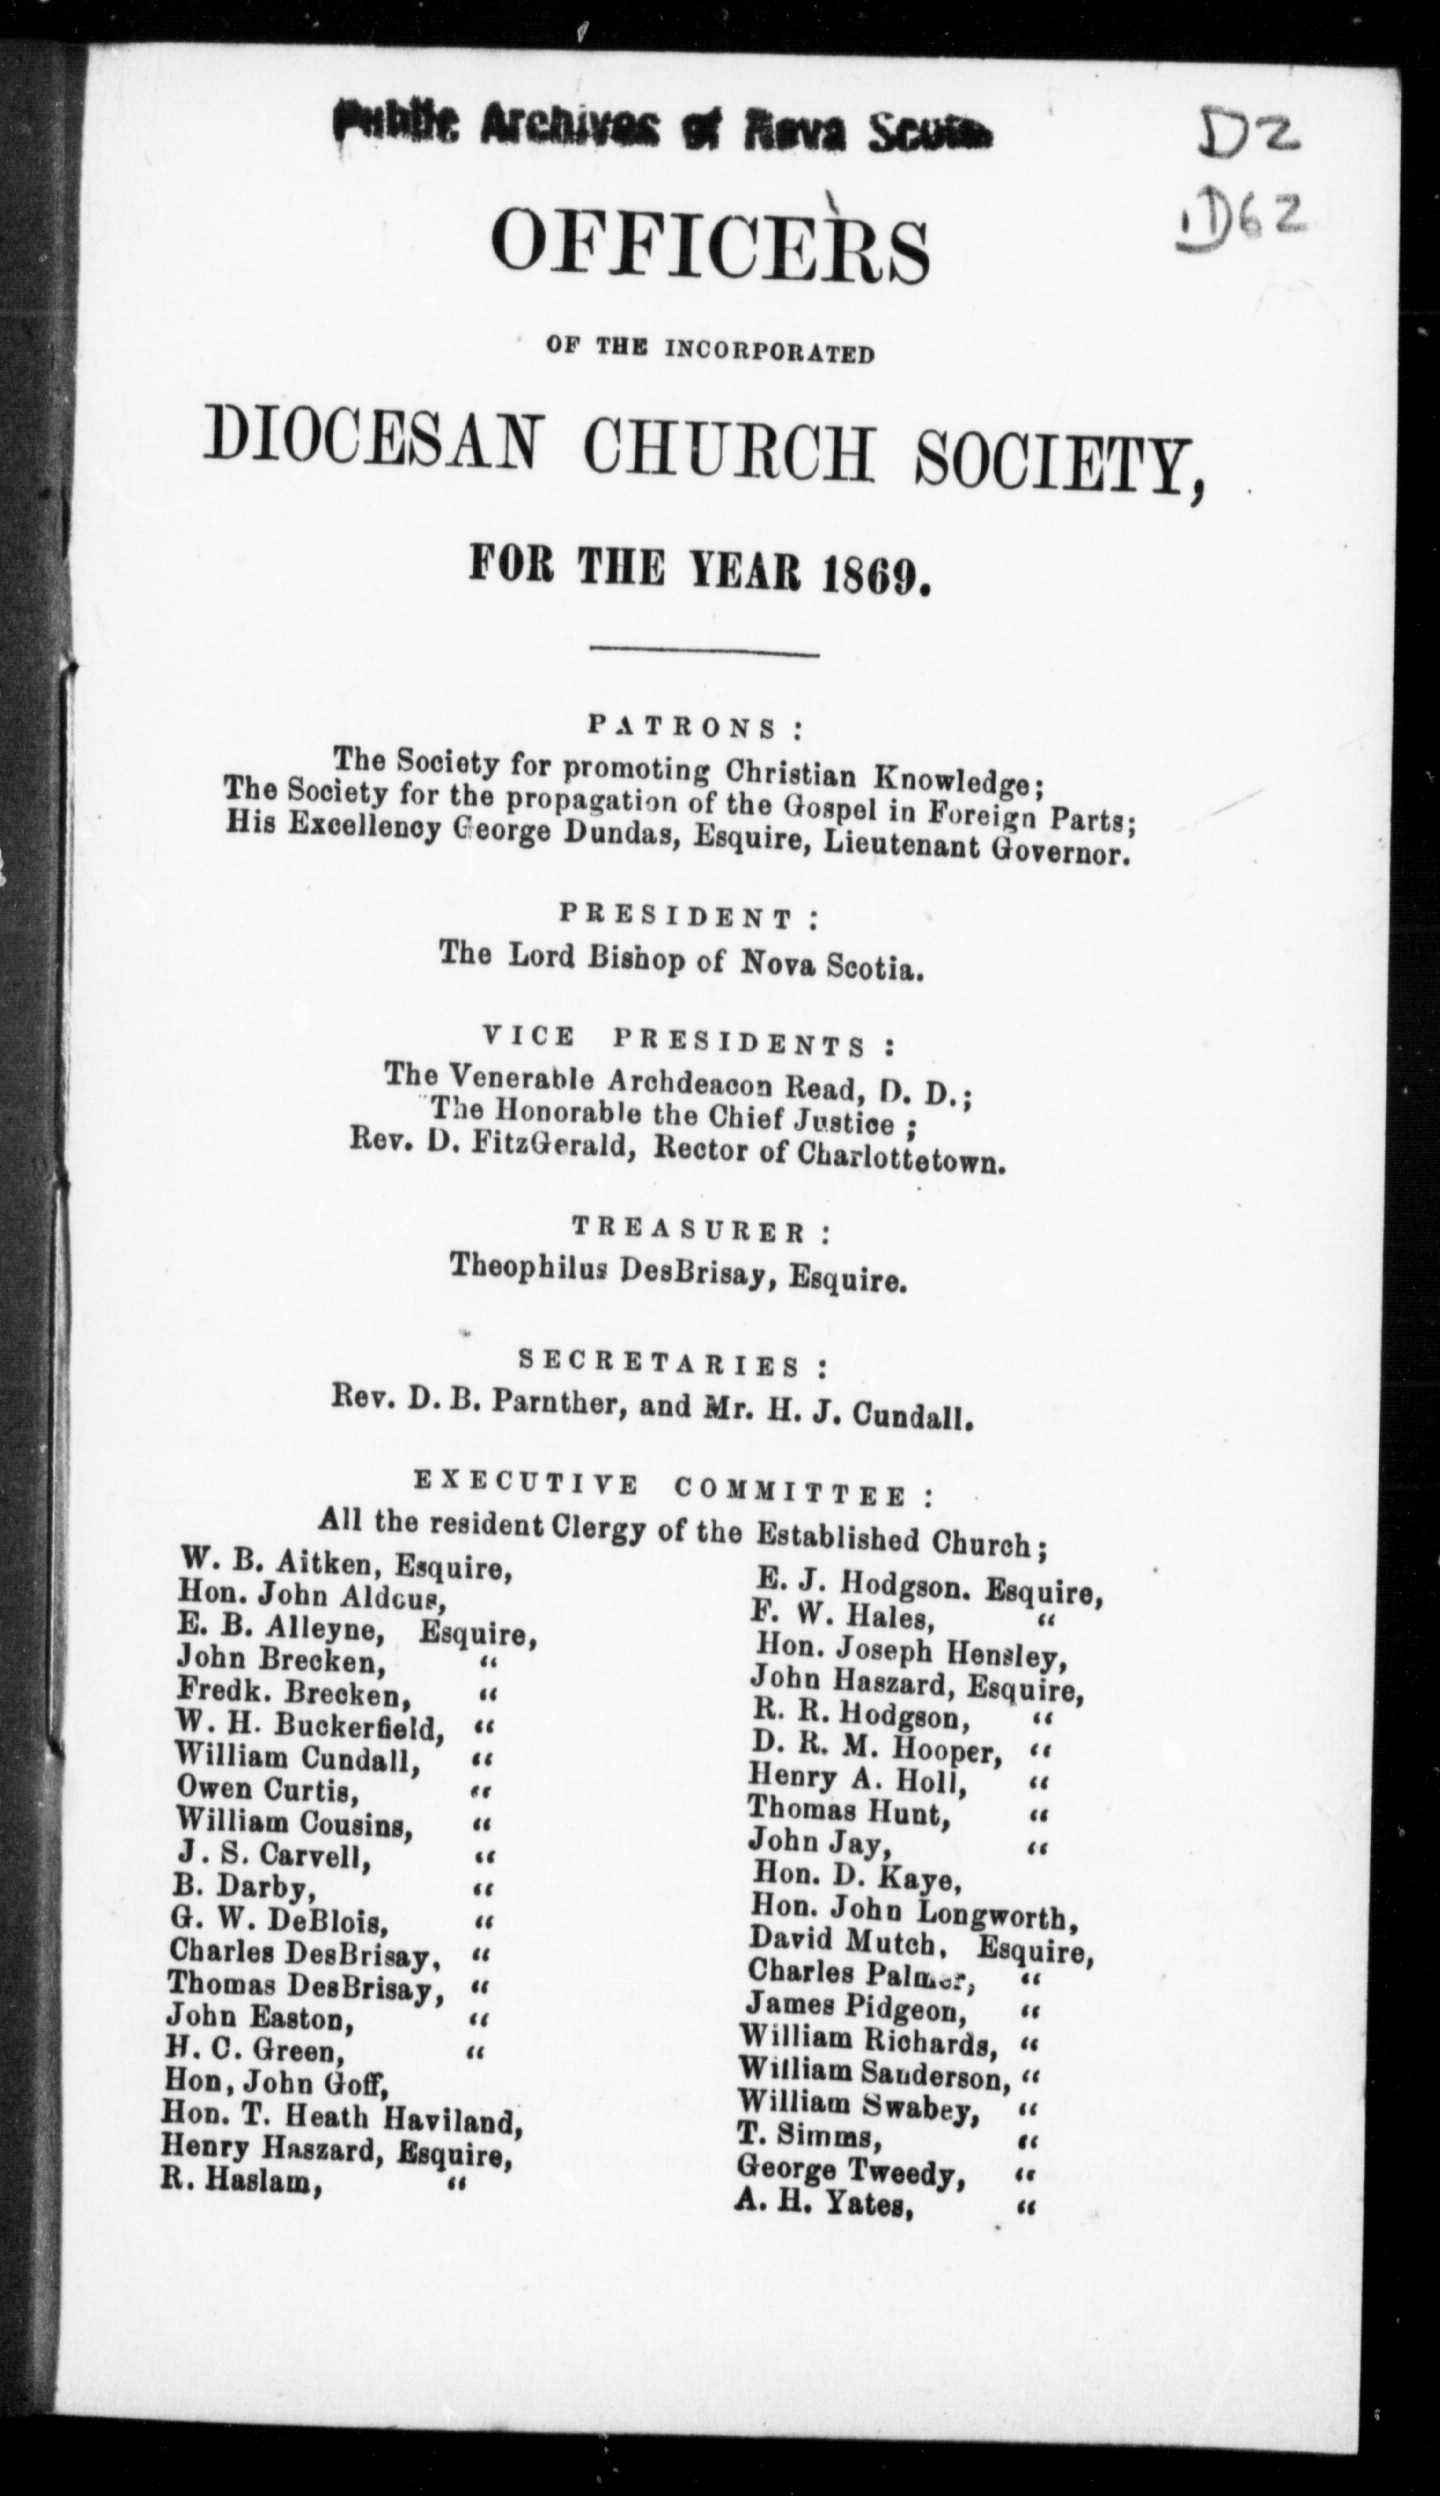 Public Archives of Nova Scotia
D2
D62
OFFICERS
OF THE INCORPORATED
DIOCESAN CHURCH SOCIETY,
FOR THE YEAR 1869.
PATRONS:
The Society for promoting Christian Knowledge;
The Society for the propagation of the Gospel in Foreign Parts;
His Excellency George Dundas, Esquire, Lieutenant Governor.
PRESIDENT:
The Lord Bishop of Nova Scotia.
VICE PRESIDENTS:
The Venerable Archdeacon Read, D. D.;
The Honorable the Chief Justice;
Rev. D. FitzGerald, Rector of Charlottetown.
TREASURER:
Theophilus DesBrisay, Esquire.
SECRETARIES:
Rev. D. B. Parnther, and Mr. H. J. Cundall.
EXECUTIVE COMMITTEE:
All the resident Clergy of the Established Church;
W. B. Aitken, Esquire,
Hon. John Aldous,
E. B. Alleyne, Esquire,
John Brecken, “
Fredk. Brecken, “
W. H. Buckerfield, “
William Cundall, “
Owen Curtis, “
William Cousins, “
J. S. Carvell, “
B. Darby, “
G. W. DeBlois, “
Charles DesBrisay, “
Thomas DesBrisay, “
John Easton, “
H. C. Green, “
Hon, John Goff,
Hon. T. Heath Haviland,
Henry Haszard, Esquire,
R. Haslam, “
E. J. Hodgson. Esquire,
F. W. Hales, “
Hon. Joseph Hensley,
John Haszard, Esquire,
R. R. Hodgson, “
D. R. M. Hooper, “
Henry A. Holl, “
Thomas Hunt, “
John Jay, “
Hon. D. Kaye,
Hon. John Longworth,
David Mutch, Esquire,
Charles Palmer, “
James Pidgeon, “
William Richards, “
William Sanderson, “
William Swabey, “
T. Simms, “
George Tweedy, “
A. H. Yates, “